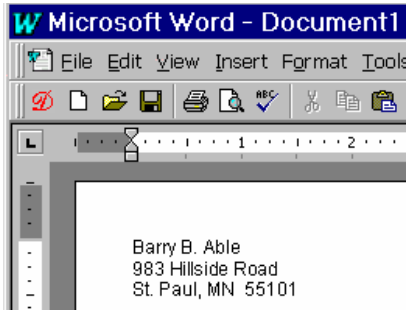 Microsoft Word - Document1
File Edit View Insert Format Tools
ABC
L
1 2
Barry B. Able
983 Hillside Road
St. Paul, MN 55101